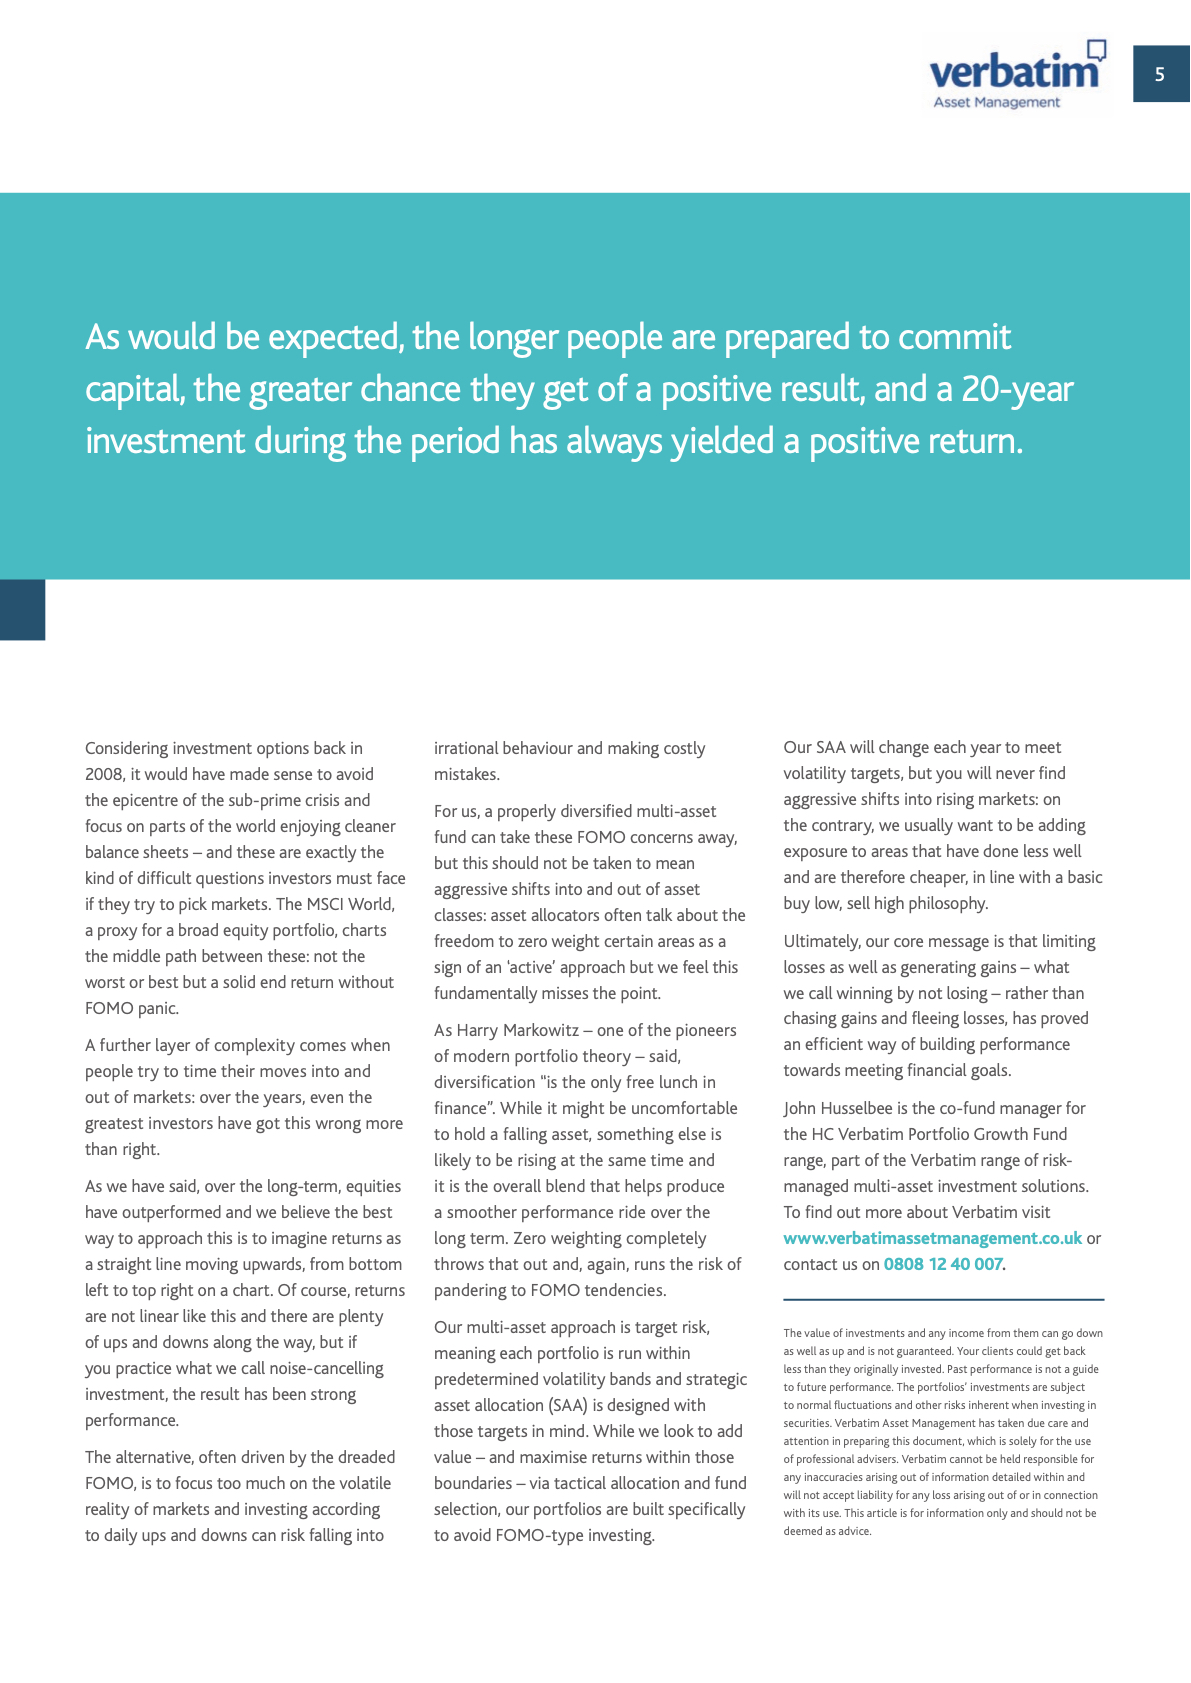 verbatim
Asset Management
5
As would be expected, the longer people are prepared to commit
capital, the greater chance they get of a positive result, and a 20-year
investment during the period has always yielded a positive return.
Considering investment options back in
2008, it would have made sense to avoid
the epicentre of the sub-prime crisis and
focus on parts of the world enjoying cleaner
balance sheets – and these are exactly the
kind of difficult questions investors must face
if they try to pick markets. The MSCI World,
a proxy for a broad equity portfolio, charts
the middle path between these: not the
worst or best but a solid end return without
FOMO panic.
A further layer of complexity comes when
people try to time their moves into and
out of markets: over the years, even the
greatest investors have got this wrong more
than right.
As we have said, over the long-term, equities
have outperformed and we believe the best
way to approach this is to imagine returns as
a straight line moving upwards, from bottom
left to top right on a chart. Of course, returns
are not linear like this and there are plenty
of ups and downs along the way, but if
you practice what we call noise-cancelling
investment, the result has been strong
performance.
The alternative, often driven by the dreaded
FOMO, is to focus too much on the volatile
reality of markets and investing according
to daily ups and downs can risk falling into
irrational behaviour and making costly
mistakes.
For us, a properly diversified multi-asset
fund can take these FOMO concerns away,
but this should not be taken to mean
aggressive shifts into and out of asset
classes: asset allocators often talk about the
freedom to zero weight certain areas as a
sign of an ‘active’ approach but we feel this
fundamentally misses the point.
As Harry Markowitz – one of the pioneers
of modern portfolio theory – said,
diversification "is the only free lunch in
finance”. While it might be uncomfortable
to hold a falling asset, something else is
likely to be rising at the same time and
it is the overall blend that helps produce
a smoother performance ride over the
long term. Zero weighting completely
throws that out and, again, runs the risk of
pandering to FOMO tendencies.
Our multi-asset approach is target risk,
meaning each portfolio is run within
predetermined volatility bands and strategic
asset allocation (SAA) is designed with
those targets in mind. While we look to add
value – and maximise returns within those
boundaries – via tactical allocation and fund
selection, our portfolios are built specifically
to avoid FOMO-type investing.
Our SAA will change each year to meet
volatility targets, but you will never find
aggressive shifts into rising markets: on
the contrary, we usually want to be adding
exposure to areas that have done less well
and are therefore cheaper, in line with a basic
buy low, sell high philosophy.
Ultimately, our core message is that limiting
losses as well as generating gains – what
we call winning by not losing – rather than
chasing gains and fleeing losses, has proved
an efficient way of building performance
towards meeting financial goals.
John Husselbee is the co-fund manager for
the HC Verbatim Portfolio Growth Fund
range, part of the Verbatim range of risk-
managed multi-asset investment solutions.
To find out more about Verbatim visit
www.verbatimassetmanagement.co.uk or
contact us on 0808 12 40 007.
The value of investments and any income from them can go down
as well as up and is not guaranteed. Your clients could get back
less than they originally invested. Past performance is not a guide
to future performance. The portfolios’ investments are subject
to normal fluctuations and other risks inherent when investing in
securities. Verbatim Asset Management has taken due care and
attention in preparing this document, which is solely for the use
of professional advisers. Verbatim cannot be held responsible for
any inaccuracies arising out of information detailed within and
will not accept liability for any loss arising out of or in connection
with its use. This article is for information only and should not be
deemed as advice.